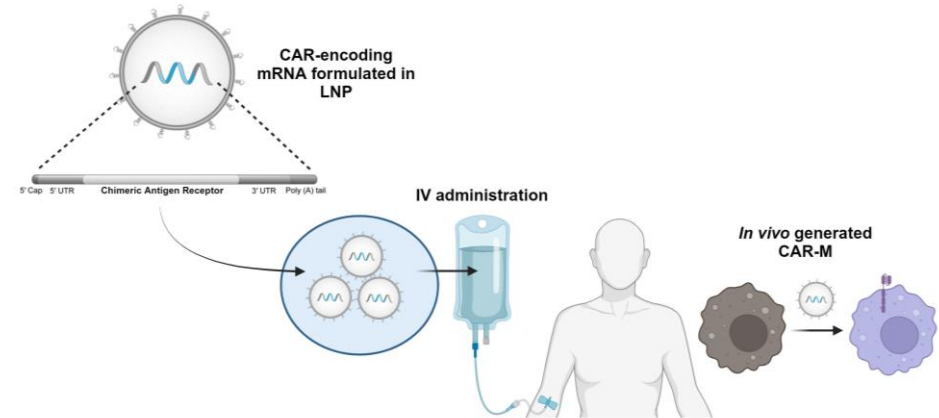 CAR-encoding
mRNA formulated in
LNP
5' Cap 5' UTR Chimeric Antigen Receptor 3' UTR Poly (A) tail
IV administration
In vivo generated
CAR-M